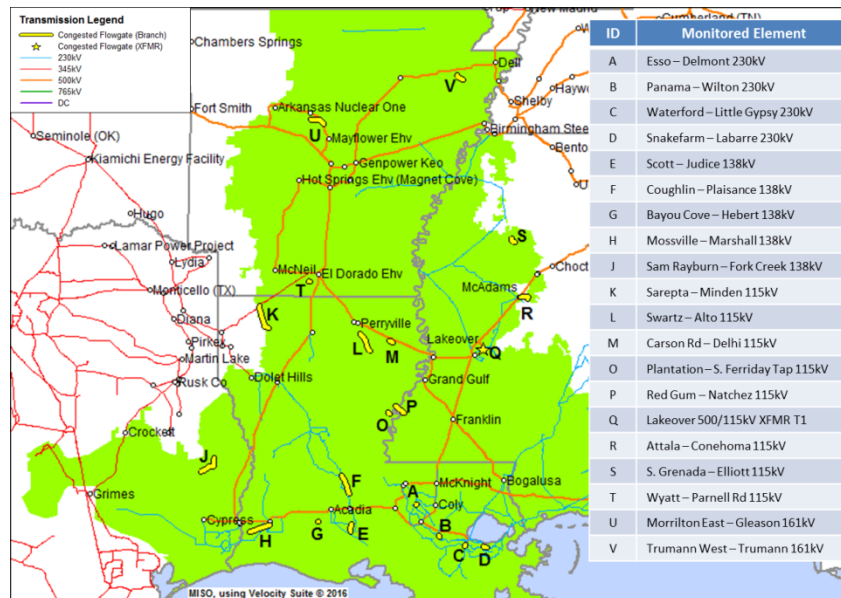 Transmission Legend
Congested Flowgate (Branch)
Congested Flowgate (XFMR)
230kV
345kV
500kV
765kV
DC
New Madrid
Cumberland (TN)
Chambers Springs
Dell
V
Shelby
Fort Smith
Arkansas Nuclear One
U
Birmingham Stee
Mayflower Ehv
Seminole (OK)
Kiamichi Energy Facility
Genpower Keo
Hot Springs Ehv (Magnet Cove)
Hugo
S
Lamar Power Project
Lydia
McNeil
El Dorado Ehv
Choct
T
McAdams
Monticello (TX)
R
Diana
K
Perryville
Pirkey
L
M
Lakeover
Q
Martin Lake
Rusk Co
Dolet Hills
Grand Gulf
P
O
Franklin
Crockett
J
F
Grimes
A
McKnight
Bogalusa
Coly
Cypress
H
G
Acadia
E
B
C
D
MISO, using Velocity Suite © 2016
ID Monitored Element
A Esso – Delmont 230kV
B Panama – Wilton 230kV
C Waterford – Little Gypsy 230kV
D Snakefarm – Labarre 230kV
E Scott – Judice 138kV
F Coughlin – Plaisance 138kV
G Bayou Cove – Hebert 138kV
H Mossville – Marshall 138kV
J Sam Rayburn – Fork Creek 138kV
K Sarepta – Minden 115kV
L Swartz – Alto 115kV
M Carson Rd – Delhi 115kV
O Plantation – S. Ferriday Tap 115kV
P Red Gum – Natchez 115kV
Q Lakeover 500/115kV XFMR T1
R Attala – Conehoma 115kV
S S. Grenada – Elliott 115kV
T Wyatt – Parnell Rd 115kV
U Morrilton East – Gleason 161kV
V Trumann West – Trumann 161kV